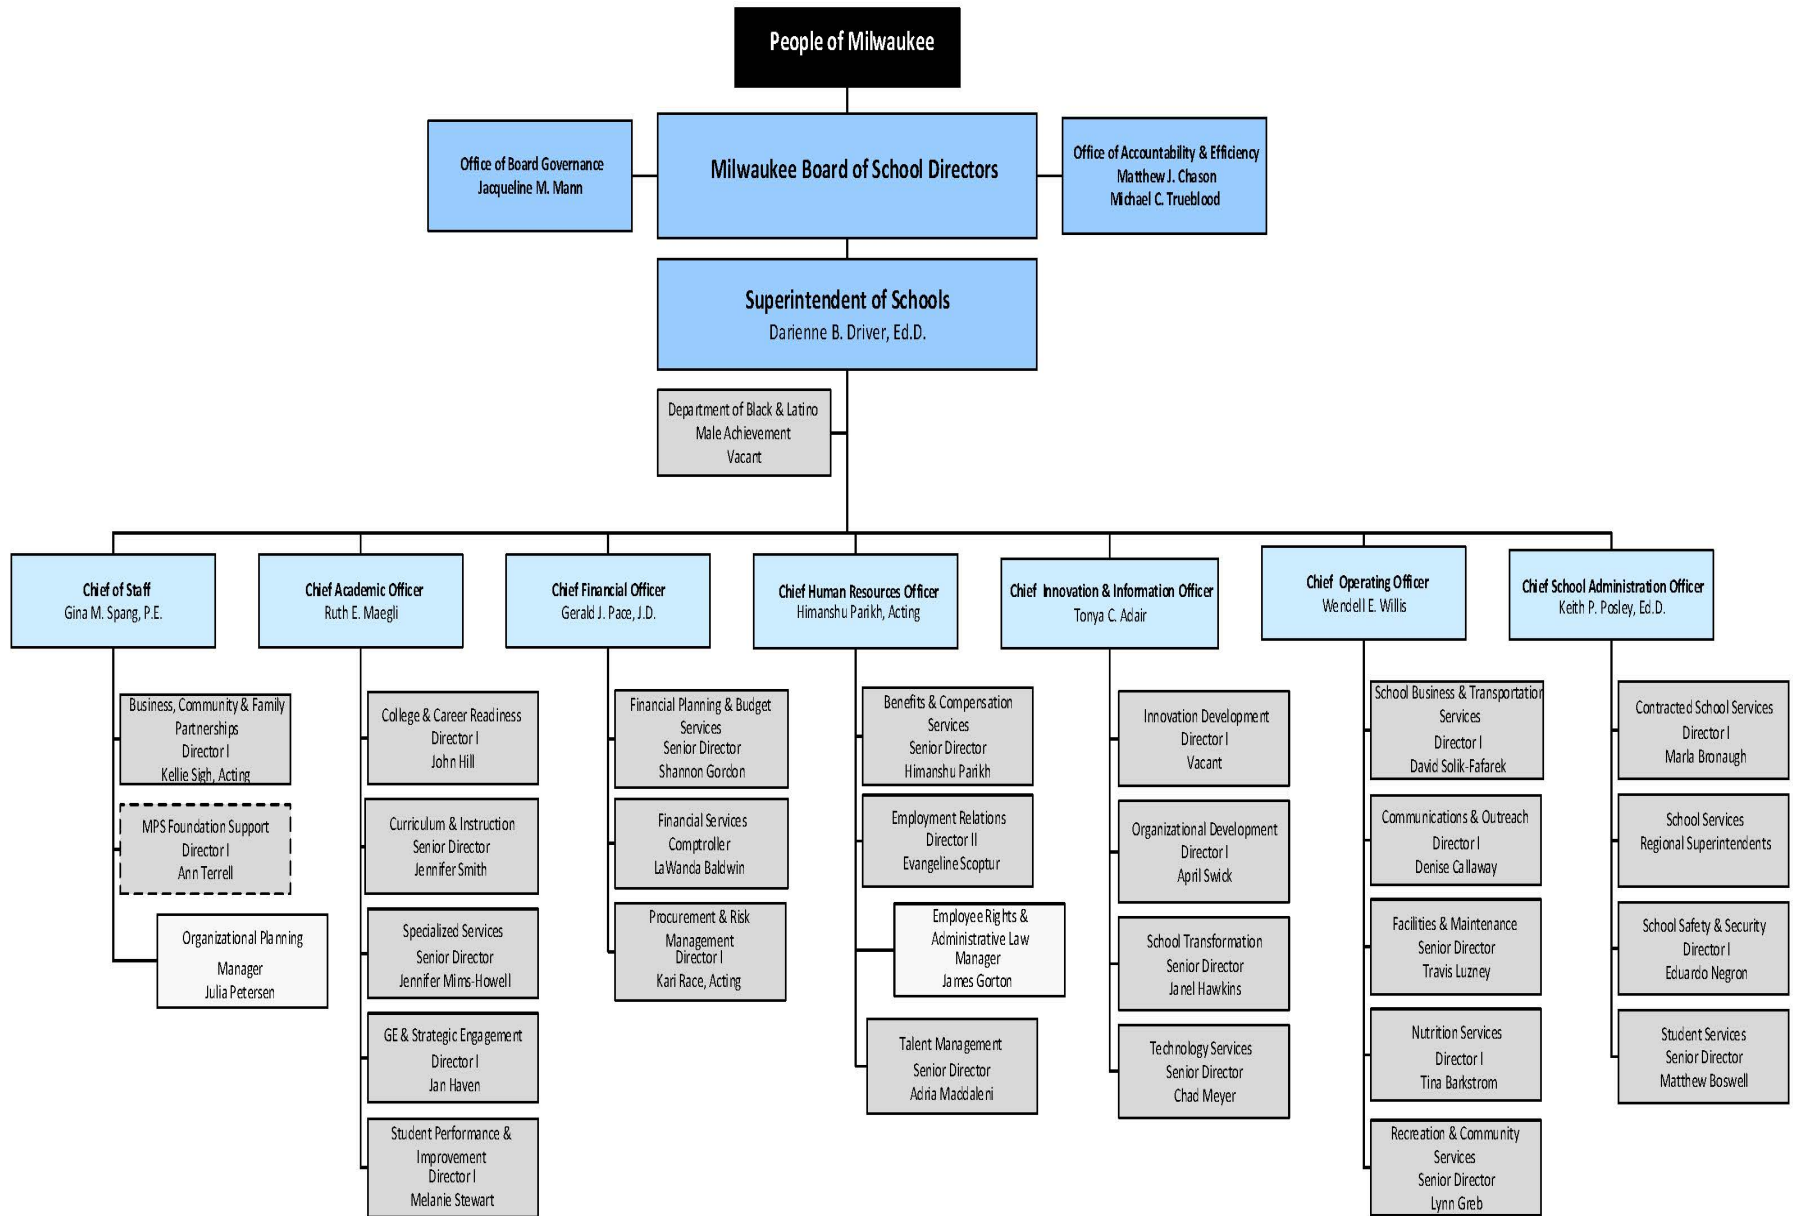 People of Milwaukee
Office of Board Governance
Jacqueline M. Mann
Milwaukee Board of School Directors
Office of Accountability & Efficiency
Matthew J. Chason
Michael C. Trueblood
Superintendent of Schools
Darienne B. Driver, Ed.D.
Department of Black & Latino
Male Achievement
Vacant
Chief of Staff
Gina M. Spang, P.E.
Chief Academic Officer
Ruth E. Maegli
Chief Financial Officer
Gerald J. Pace, J.D.
Chief Human Resources Officer
Himanshu Parikh, Acting
Chief Innovation & Information Officer
Tonya C. Adair
Chief Operating Officer
Wendell E. Willis
Chief School Administration Officer
Keith P. Posley, Ed.D.
Business, Community & Family
Partnerships
Director I
Kellie Sigh, Acting
MPS Foundation Support
Director I
Ann Terrell
Organizational Planning
Manager
Julia Petersen
College & Career Readiness
Director I
John Hill
Curriculum & Instruction
Senior Director
Jennifer Smith
Specialized Services
Senior Director
Jennifer Mims-Howell
GE & Strategic Engagement
Director I
Jan Haven
Student Performance &
Improvement
Director I
Melanie Stewart
Financial Planning & Budget
Services
Senior Director
Shannon Gordon
Financial Services
Comptroller
LaWanda Baldwin
Procurement & Risk
Management
Director I
Kari Race, Acting
Benefits & Compensation
Services
Senior Director
Himanshu Parikh
Employment Relations
Director II
Evangeline Scoptur
Employee Rights &
Administrative Law
Manager
James Gorton
Talent Management
Senior Director
Adria Maddaleni
Innovation Development
Director I
Vacant
Organizational Development
Director I
April Swick
School Transformation
Senior Director
Janel Hawkins
Technology Services
Senior Director
Chad Meyer
School Business & Transportation
Services
Director I
David Solik-Fafarek
Communications & Outreach
Director I
Denise Callaway
Facilities & Maintenance
Senior Director
Travis Luzney
Nutrition Services
Director I
Tina Barkstrom
Recreation & Community
Services
Senior Director
Lynn Greb
Contracted School Services
Director I
Marla Bronaugh
School Services
Regional Superintendents
School Safety & Security
Director I
Eduardo Negron
Student Services
Senior Director
Matthew Boswell